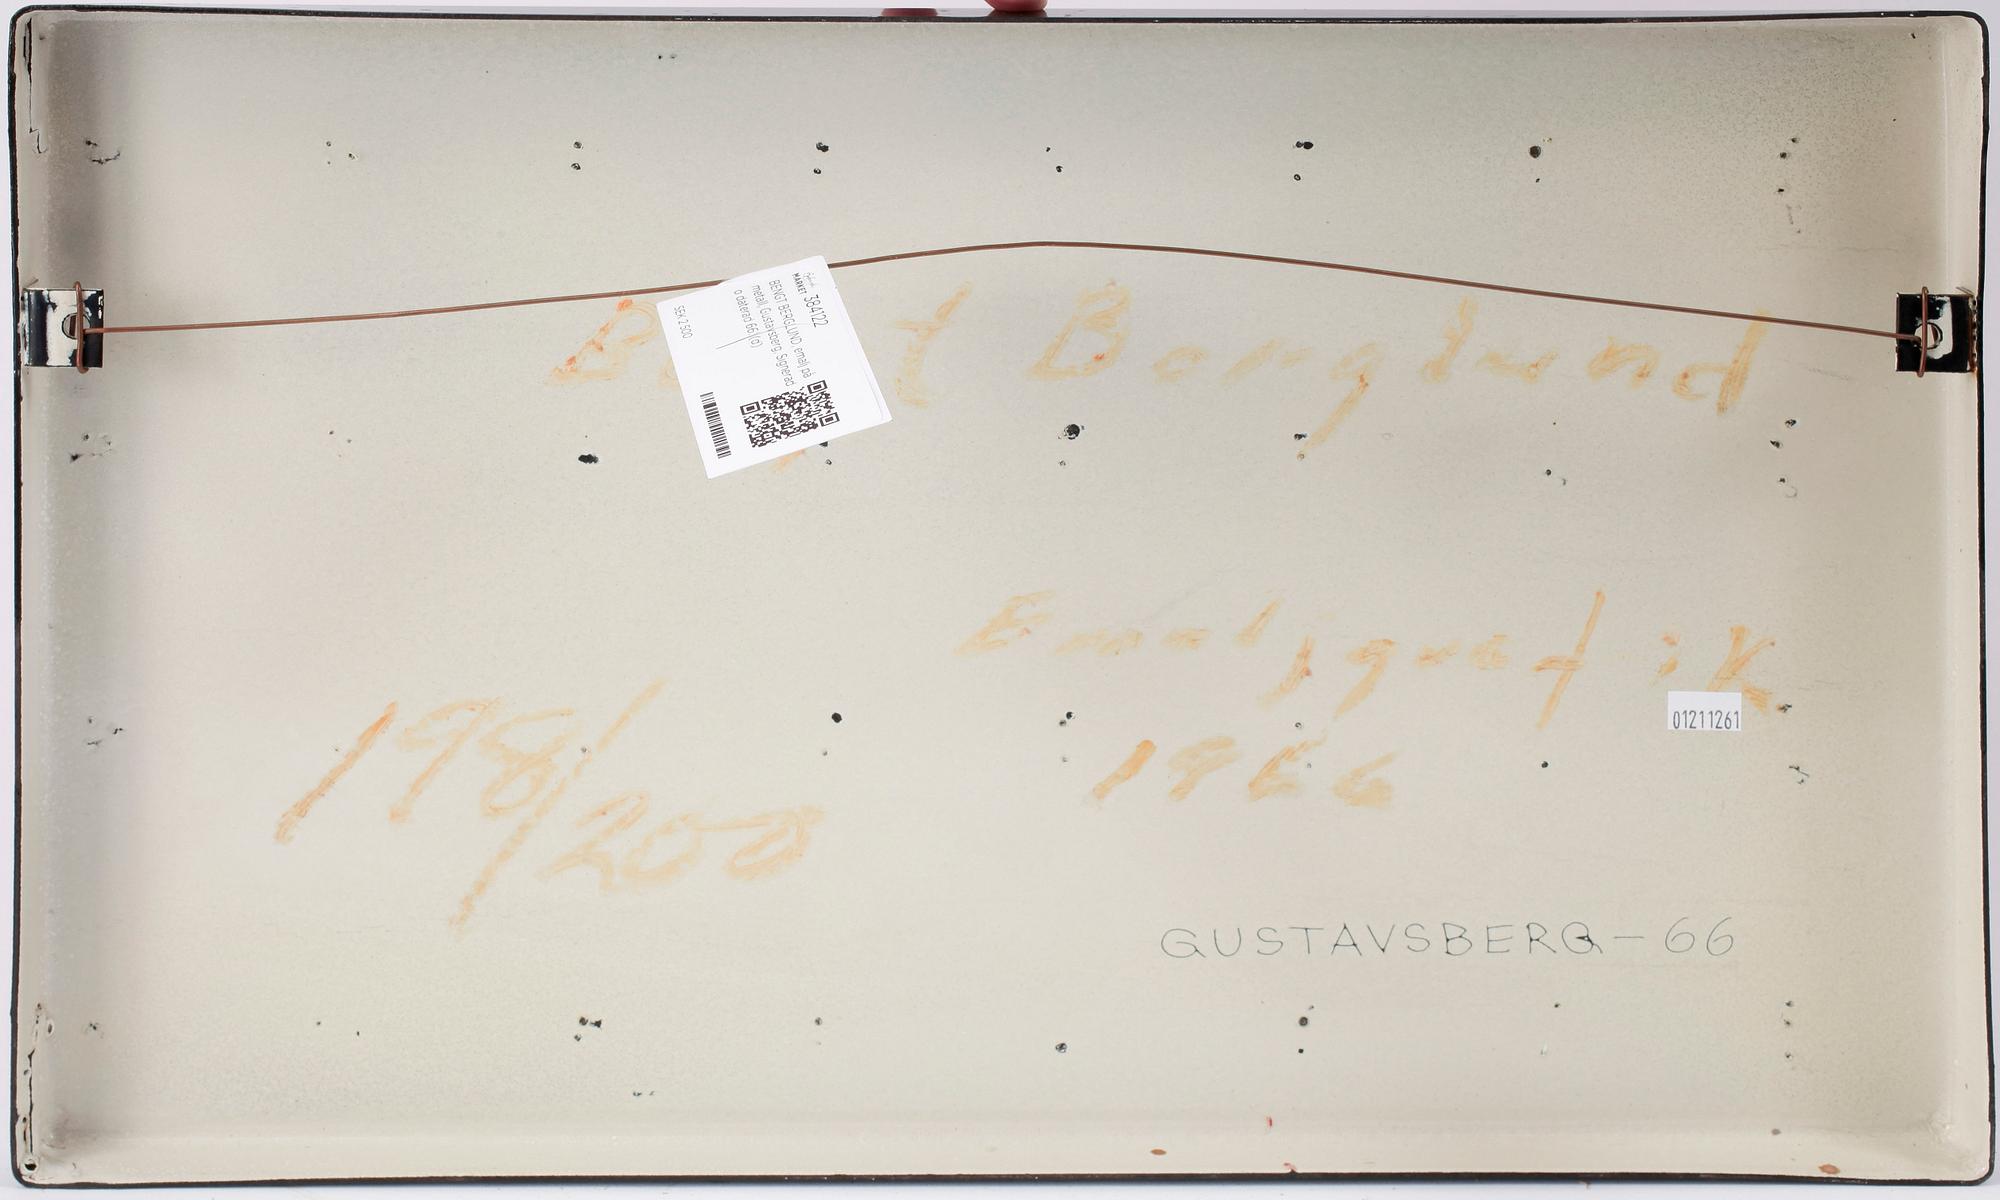 B t Berglund
MARKET 384122
BENGT BERGLUND, emalj på
metall, Gustavsberg. Signerad
o daterad 66 (d)
SEK 2 500
Emaljgrafik
01211261
1966
198/200
GUSTAVSBERG-66